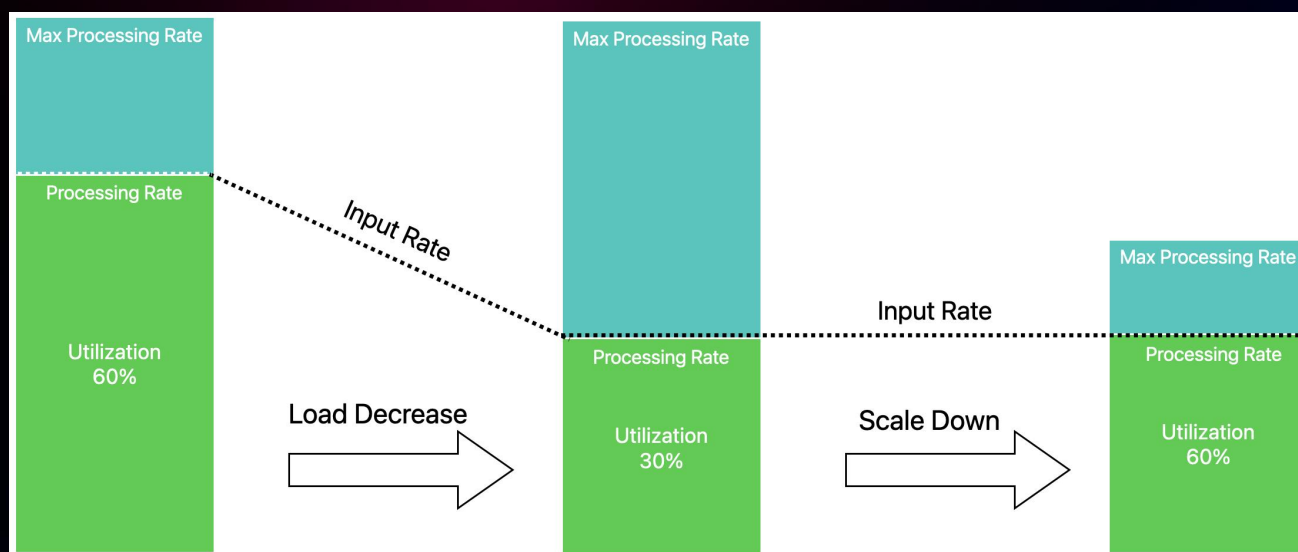 Max Processing Rate
Processing Rate
Utilization
60%
Input Rate
Load Decrease
Max Processing Rate
Processing Rate
Utilization
30%
Input Rate
Scale Down
Max Processing Rate
Processing Rate
Utilization
60%